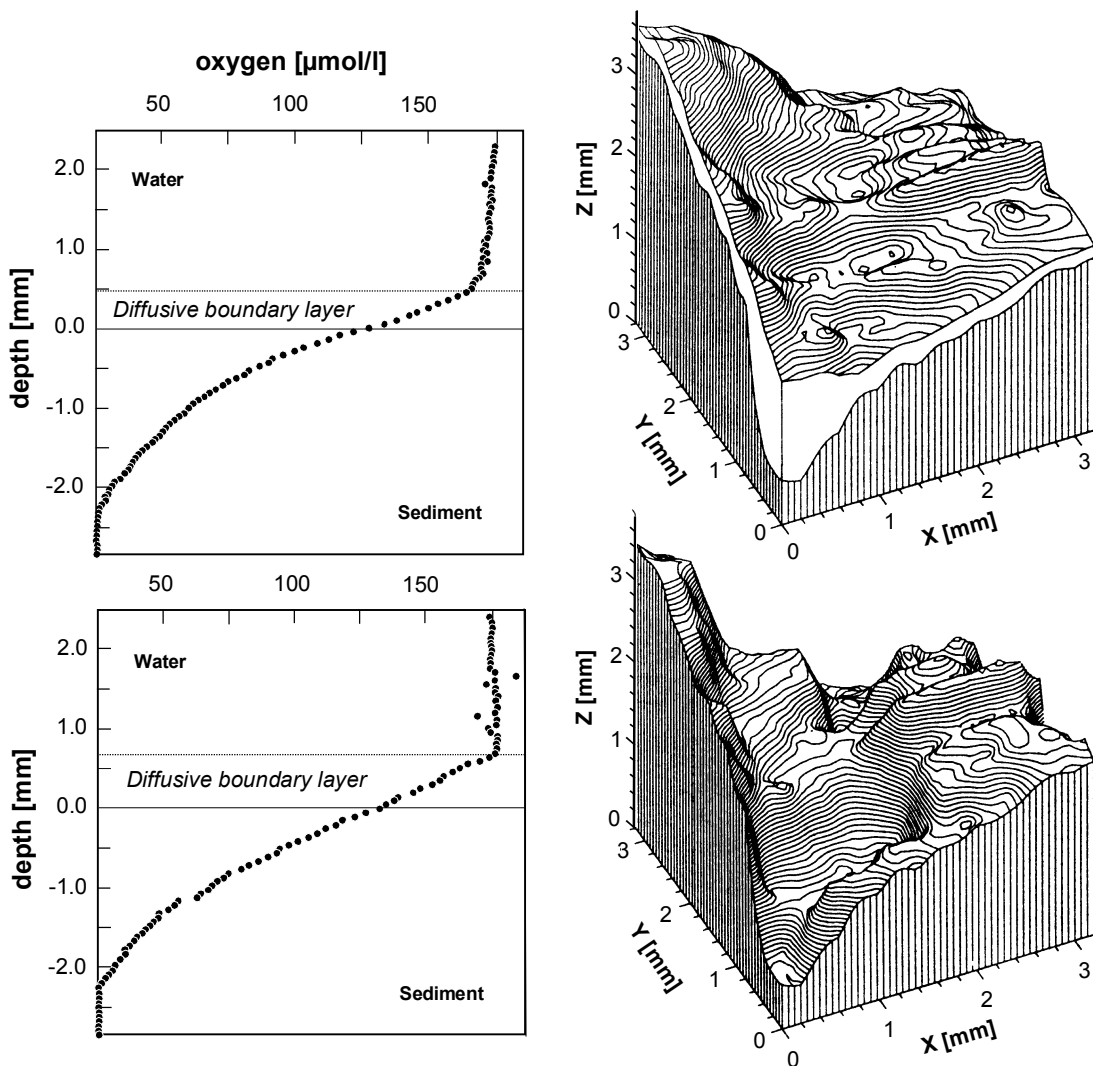 oxygen [µmol/l]
50 100 150
depth [mm]
2.0
1.0
0.0
-1.0
-2.0
Water
Diffusive boundary layer
Sediment
Z [mm]
3
2
1
0
Y [mm]
3
2
1
0
X [mm]
0
1
2
3
50 100 150
depth [mm]
2.0
1.0
0.0
-1.0
-2.0
Water
Diffusive boundary layer
Sediment
Z [mm]
3
2
1
0
Y [mm]
3
2
1
0
X [mm]
0
1
2
3